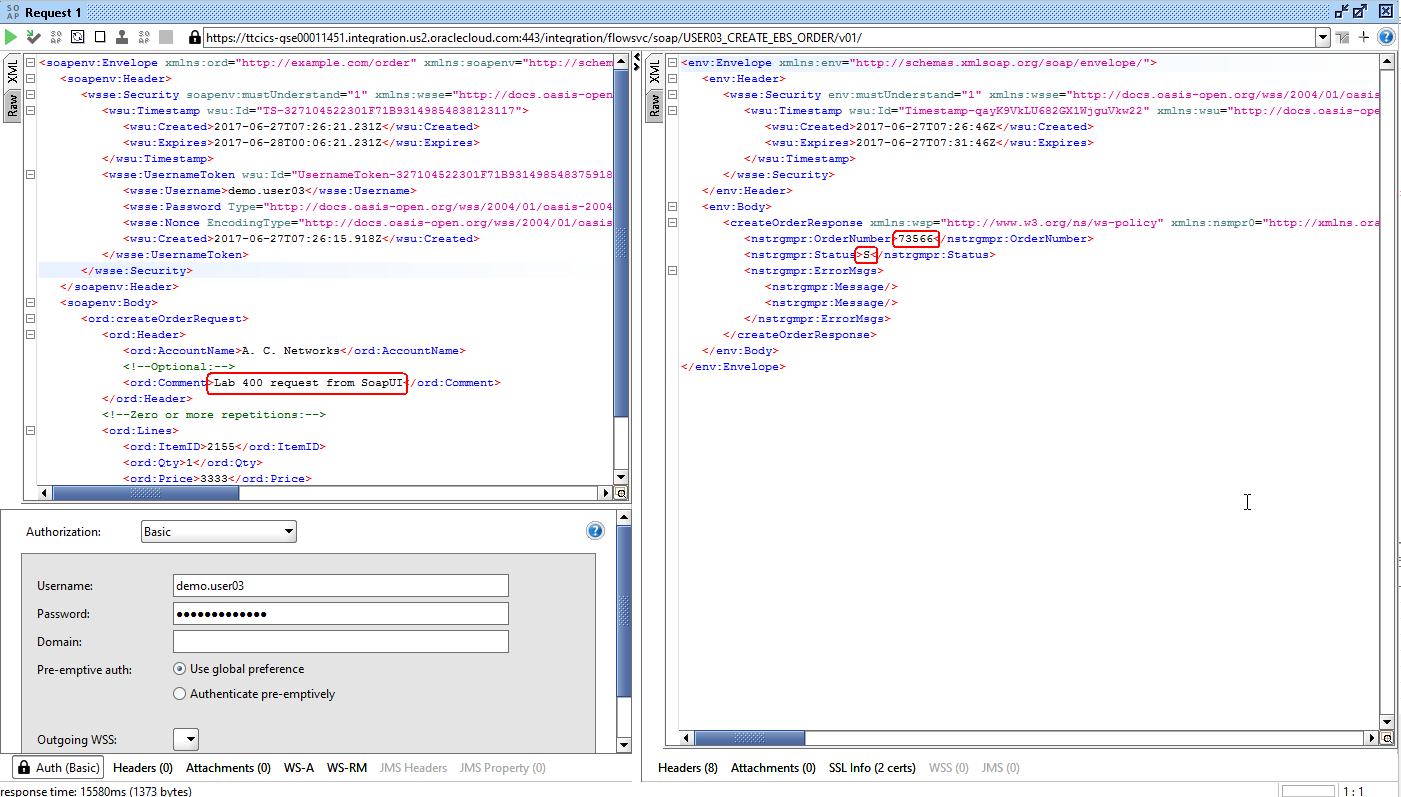 SO AP Request 1
https://ttcics-gse00011451.integration.us2.oraclecloud.com:443/integration/flowsvc/soap/USER03_CREATE_EBS_ORDER/v01/
XML
Raw
<soapenv:Envelope xmlns:ord="http://example.com/order" xmlns:soapenv="http://schem
<soapenv:Header>
<wsse:Security soapenv:mustUnderstand="1" xmlns:wsse="http://docs.oasis-open
<wsu:Timestamp wsu:Id="TS-327104522301F71B93149854838123117">
<wsu:Created>2017-06-27T07:26:21.231Z</wsu:Created>
<wsu:Expires>2017-06-28T00:06:21.231Z</wsu:Expires>
</wsu:Timestamp>
<wsse:UsernameToken wsu:Id="UsernameToken-327104522301F71B931498548375918
<wsse:Username>demo.user03</wsse:Username>
<wsse:Password Type="http://docs.oasis-open.org/wss/2004/01/oasis-2004
<wsse:Nonce EncodingType="http://docs.oasis-open.org/wss/2004/01/oasis
<wsu:Created>2017-06-27T07:26:15.918Z</wsu:Created>
</wsse:UsernameToken>
</wsse:Security>
</soapenv:Header>
<soapenv:Body>
<ord:createOrderRequest>
<ord:Header>
<ord:AccountName>A. C. Networks</ord:AccountName>
<!--Optional:-->
<ord:Comment>Lab 400 request from SoapUI</ord:Comment>
</ord:Header>
<!--Zero or more repetitions:-->
<ord:Lines>
<ord:ItemID>2155</ord:ItemID>
<ord:Qty>1</ord:Qty>
<ord:Price>3333</ord:Price>
XML
Raw
<env:Envelope xmlns:env="http://schemas.xmlsoap.org/soap/envelope/">
<env:Header>
<wsse:Security env:mustUnderstand="1" xmlns:wsse="http://docs.oasis-open.org/wss/2004/01/oasis
<wsu:Timestamp wsu:Id="Timestamp-qayK9VkLU682GX1WjguVkw22" xmlns:wsu="http://docs.oasis-open
<wsu:Created>2017-06-27T07:26:46Z</wsu:Created>
<wsu:Expires>2017-06-27T07:31:46Z</wsu:Expires>
</wsu:Timestamp>
</wsse:Security>
</env:Header>
<env:Body>
<createOrderResponse xmlns:wsp="http://www.w3.org/ns/ws-policy" xmlns:nsmpr0="http://xmlns.ora
<nstrgmpr:OrderNumber>73566</nstrgmpr:OrderNumber>
<nstrgmpr:Status>S</nstrgmpr:Status>
<nstrgmpr:ErrorMsgs>
<nstrgmpr:Message/>
<nstrgmpr:Message/>
</nstrgmpr:ErrorMsgs>
</createOrderResponse>
</env:Body>
</env:Envelope>
Authorization: Basic
Username: demo.user03
Password: •••••••••••••
Domain:
Pre-emptive auth: Use global preference
Authenticate pre-emptively
Outgoing WSS:
Auth (Basic) Headers (0) Attachments (0) WS-A WS-RM JMS Headers JMS Property (0)
Headers (8) Attachments (0) SSL Info (2 certs) WSS (0) JMS (0)
response time: 15580ms (1373 bytes)
1 : 1